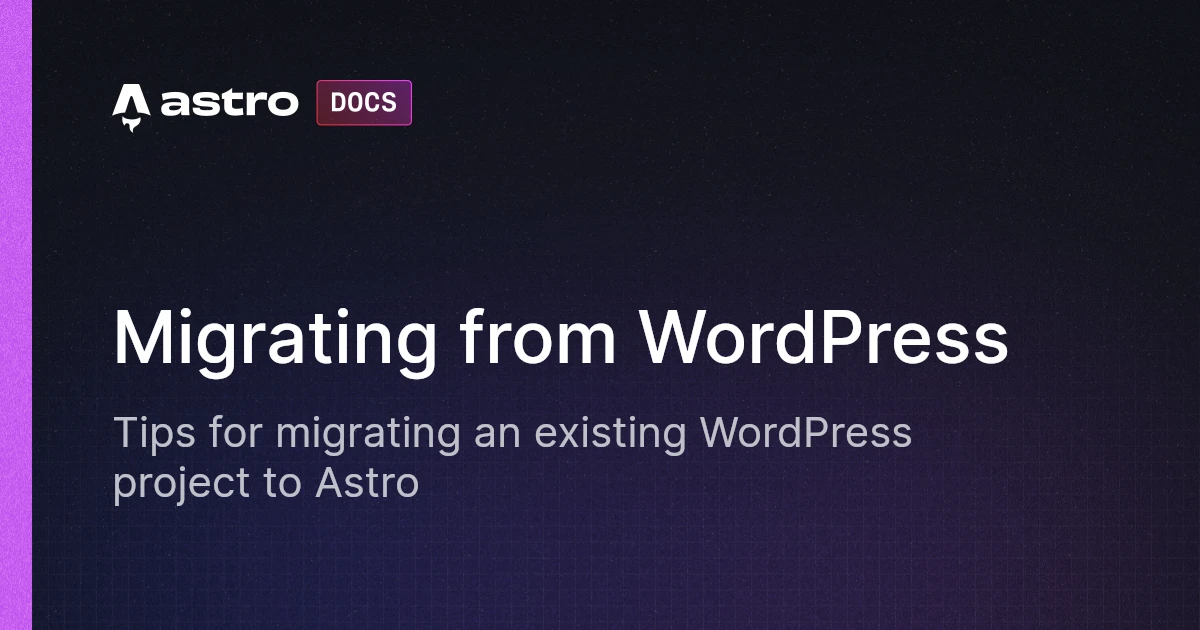 astro DOCS
Migrating from WordPress
Tips for migrating an existing WordPress
project to Astro